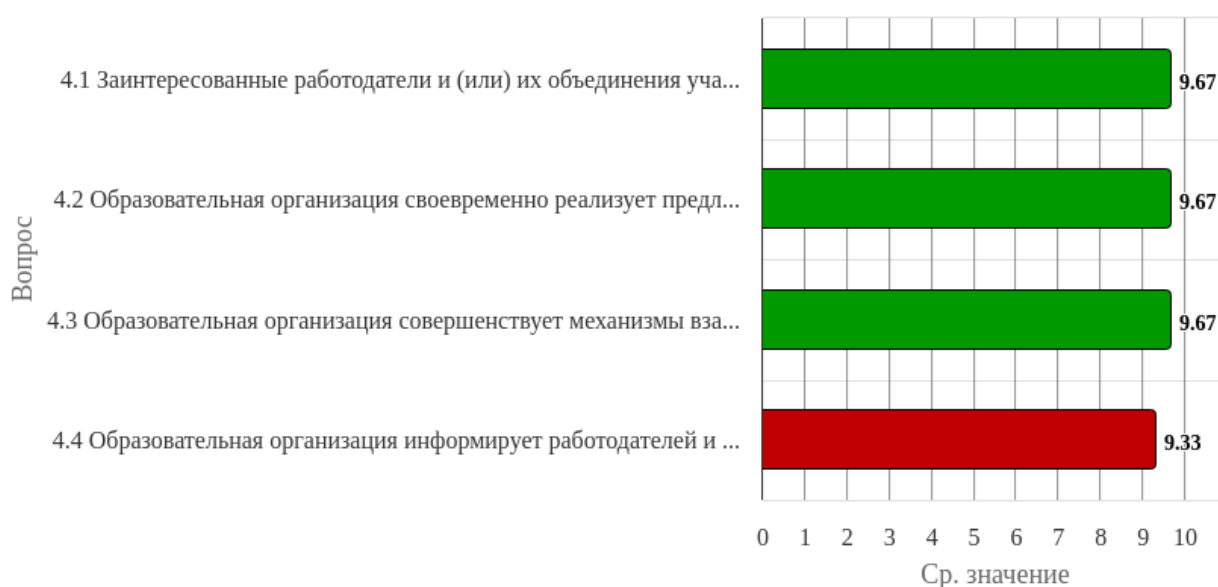 4.1 Заинтересованные работодатели и (или) их объединения уча...
9.67
4.2 Образовательная организация своевременно реализует предл...
9.67
4.3 Образовательная организация совершенствует механизмы вза...
9.67
4.4 Образовательная организация информирует работодателей и ...
9.33
Вопрос
0 1 2 3 4 5 6 7 8 9 10
Ср. значение